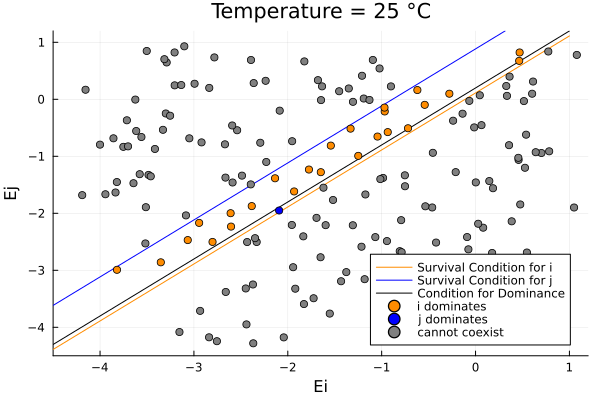 Temperature = 25 °C
Ej
1
0
−1
−2
−3
−4
Survival Condition for i
Survival Condition for j
Condition for Dominance
i dominates
j dominates
cannot coexist
−4 −3 −2 −1 0 1
Ei